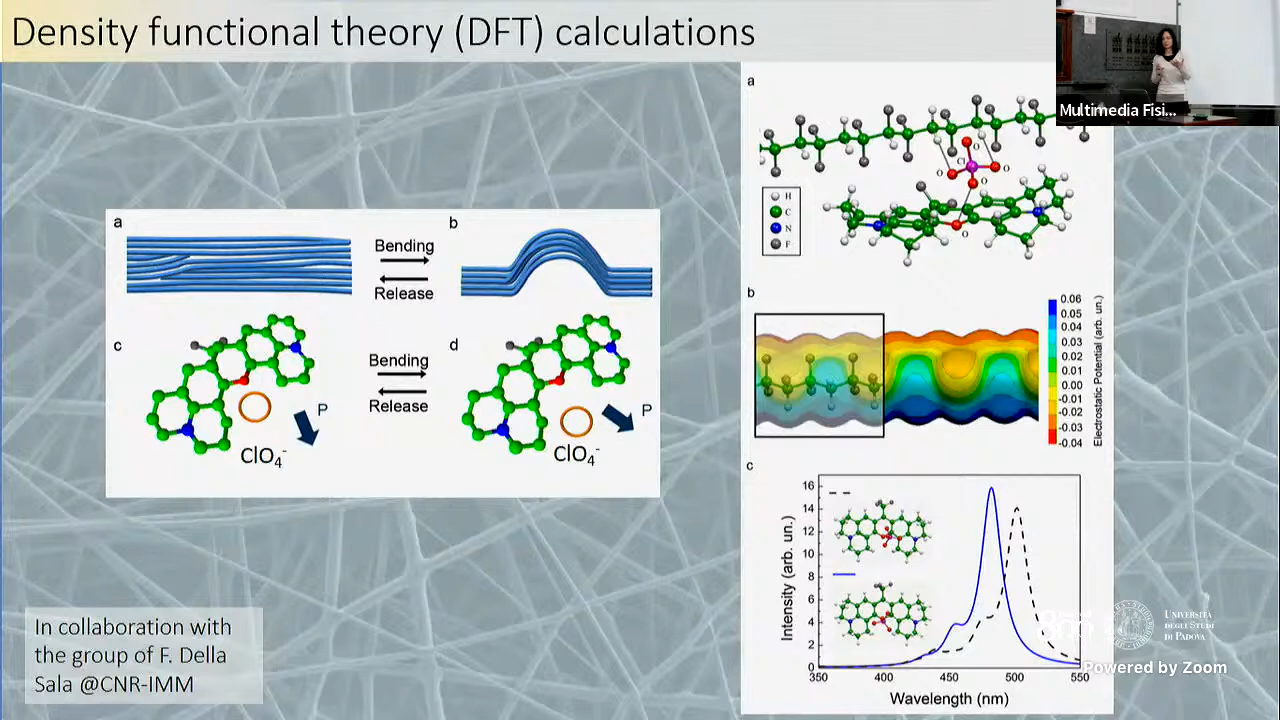 Density functional theory (DFT) calculations
Multimedia Fisi...
a
b
Bending
Release
c
d
Bending
Release
P
P
ClO₄⁻
ClO₄⁻
In collaboration with
the group of F. Della
Sala @CNR-IMM
a
O
Cl
O
O
O
O
H
C
N
F
b
0.06
0.05
0.04
0.03
0.02
0.01
0.00
-0.01
-0.02
-0.03
-0.04
Electrostatic Potential (arb. un.)
c
16
14
12
10
8
6
4
2
0
Intensity (arb. un.)
350
400
450
500
550
Wavelength (nm)
800
UNIVERSITÀ
DEGLI STUDI
DI PADOVA
Powered by Zoom